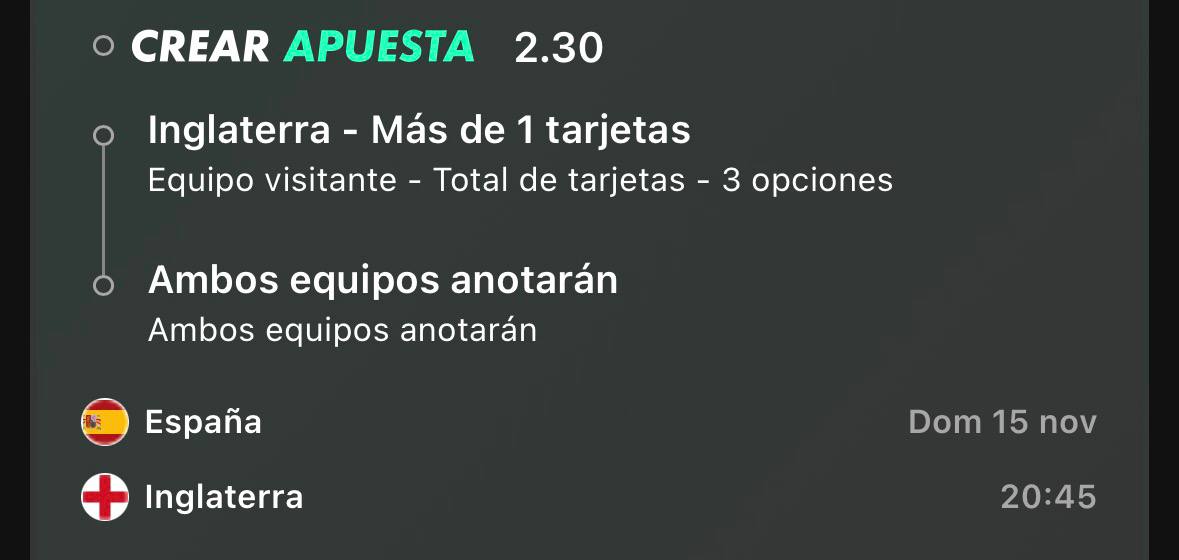 CREAR APUESTA 2.30
Inglaterra - Más de 1 tarjetas
Equipo visitante - Total de tarjetas - 3 opciones
Ambos equipos anotarán
Ambos equipos anotarán
España Dom 15 nov
Inglaterra 20:45